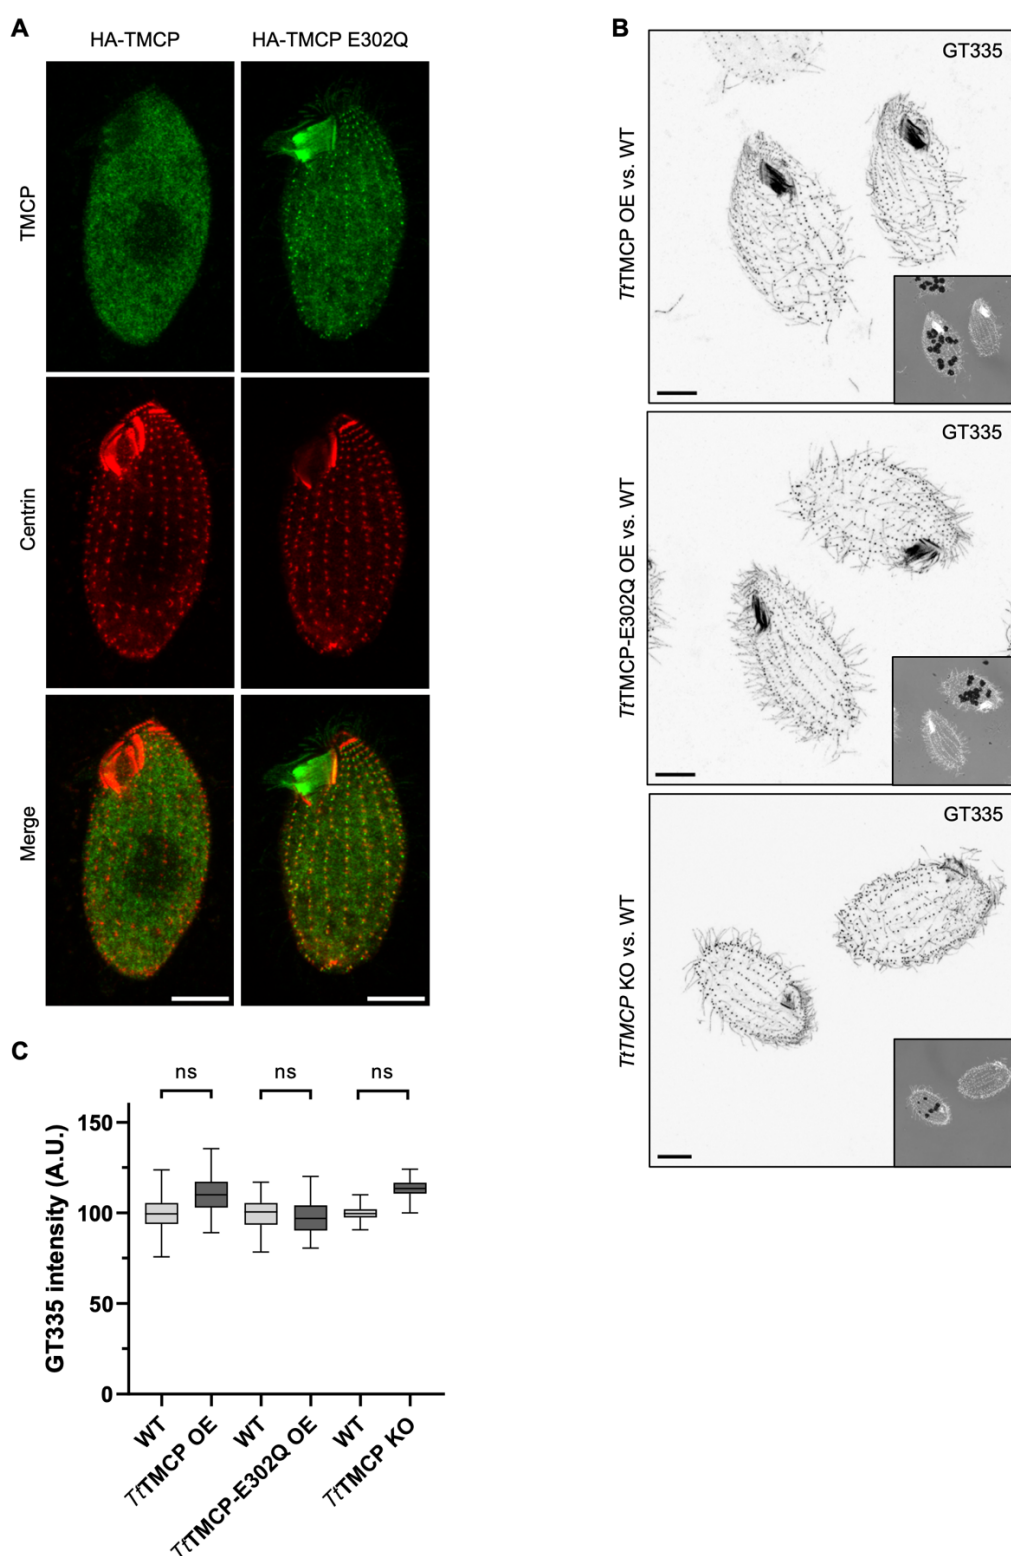 A
HA-TMCP
HA-TMCP E302Q
TMCP
Centrin
Merge
B
TtTMCP OE vs. WT
GT335
TtTMCP-E302Q OE vs. WT
GT335
TtTMCP KO vs. WT
GT335
C
ns
ns
ns
GT335 intensity (A.U.)
150
100
50
0
WT
TtTMCP OE
WT
TtTMCP-E302Q OE
WT
TtTMCP KO